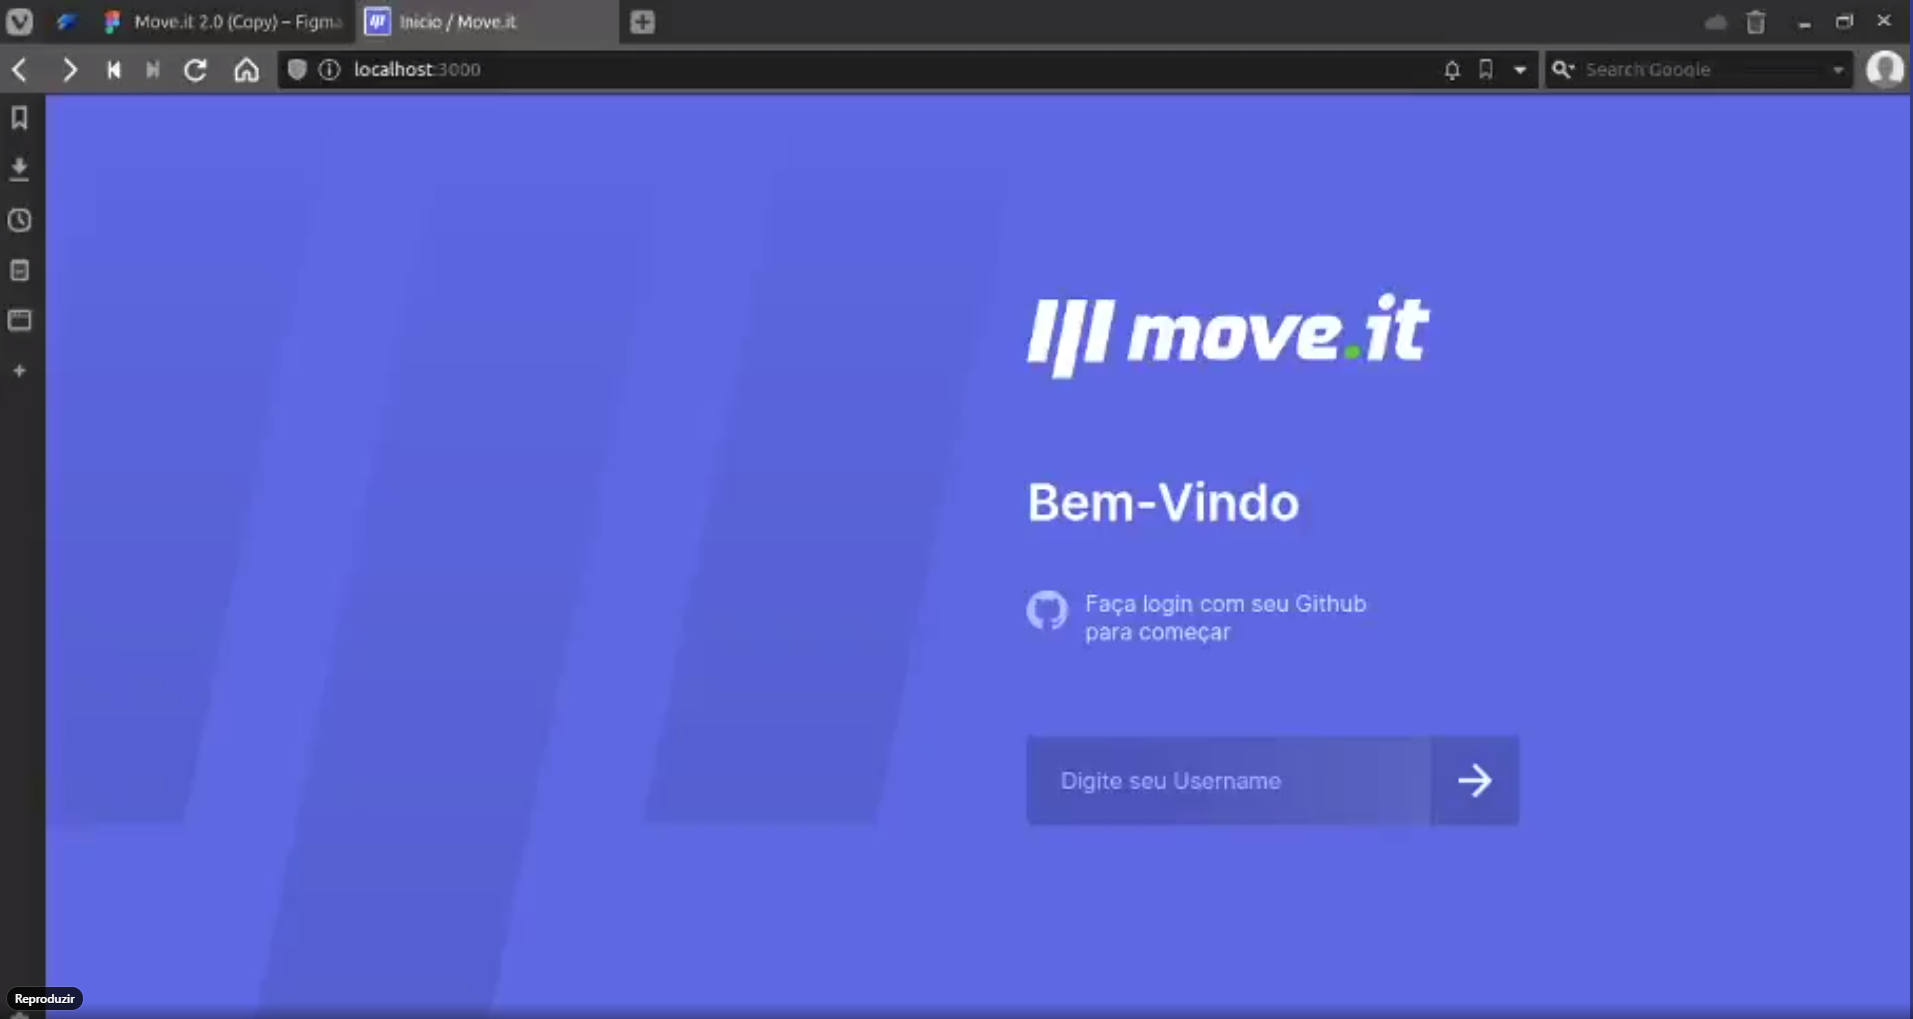 Move.it 2.0 (Copy) – Figma
Inicio / Move.it
localhost:3000
Search Google
move.it
Bem-Vindo
Faça login com seu Github
para começar
Digite seu Username
Reproduzir